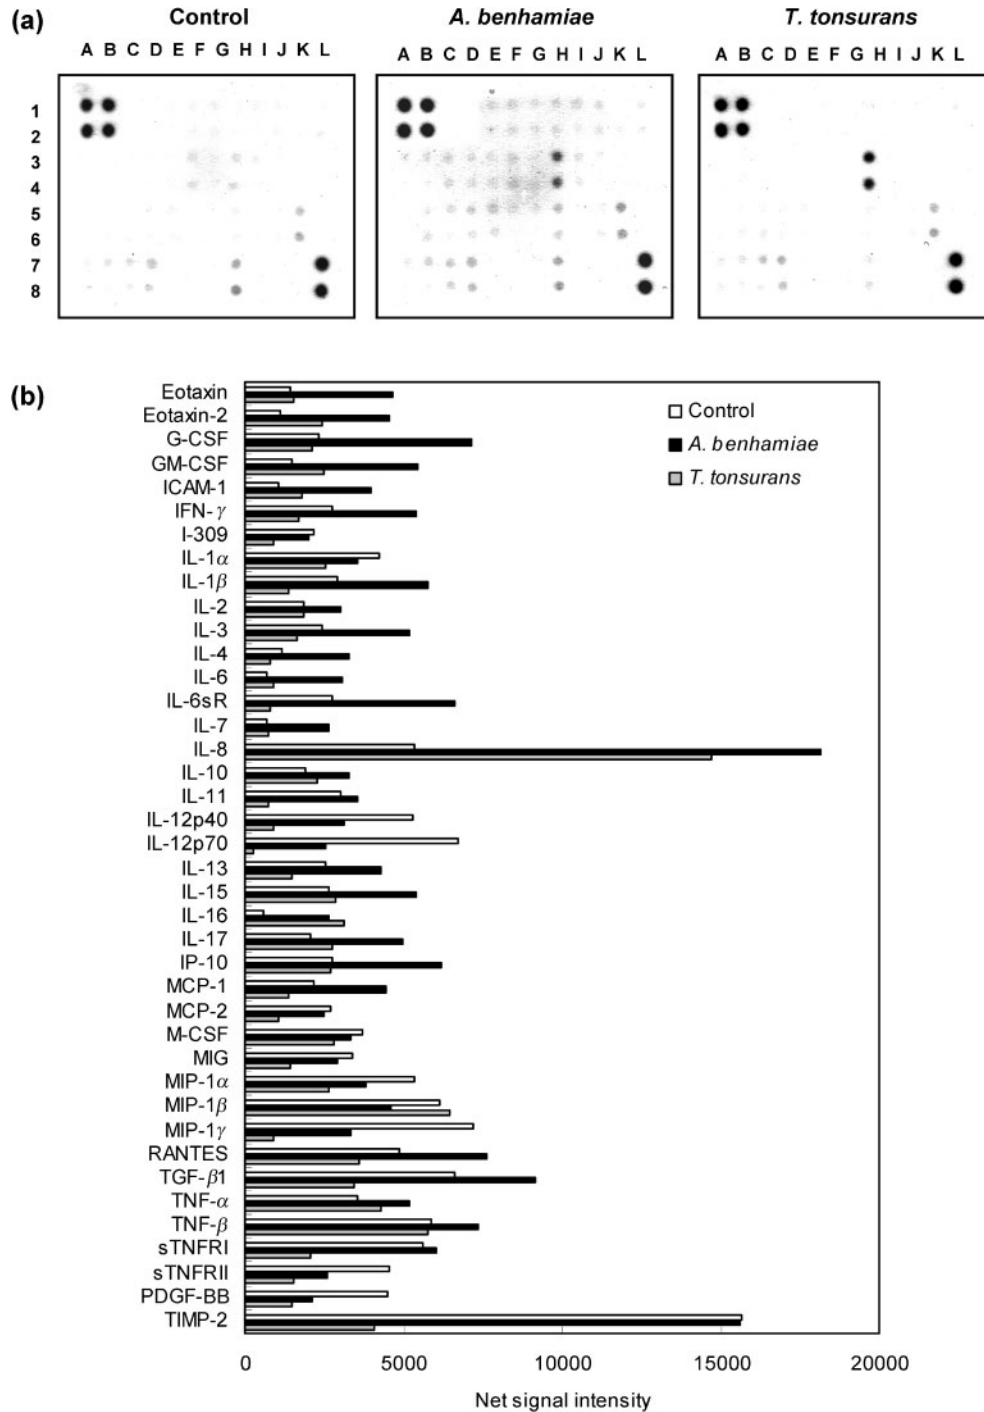 (a)
Control
A. benhamiae
T. tonsurans
A B C D E F G H I J K L
A B C D E F G H I J K L
A B C D E F G H I J K L
1
2
3
4
5
6
7
8
(b)
Eotaxin
Eotaxin-2
G-CSF
GM-CSF
ICAM-1
IFN-γ
I-309
IL-1α
IL-1β
IL-2
IL-3
IL-4
IL-6
IL-6sR
IL-7
IL-8
IL-10
IL-11
IL-12p40
IL-12p70
IL-13
IL-15
IL-16
IL-17
IP-10
MCP-1
MCP-2
M-CSF
MIG
MIP-1α
MIP-1β
MIP-1γ
RANTES
TGF-β1
TNF-α
TNF-β
sTNFRI
sTNFRII
PDGF-BB
TIMP-2
Control
A. benhamiae
T. tonsurans
0 5000 10000 15000 20000
Net signal intensity